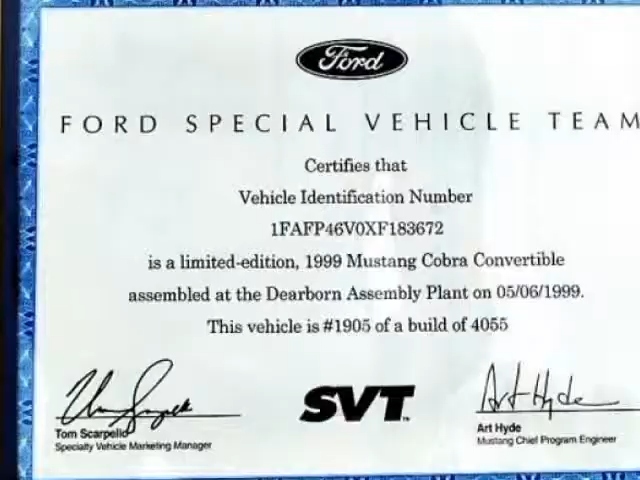 Ford
FORD SPECIAL VEHICLE TEAM
Certifies that
Vehicle Identification Number
1FAFP46V0XF183672
is a limited-edition, 1999 Mustang Cobra Convertible
assembled at the Dearborn Assembly Plant on 05/06/1999.
This vehicle is #1905 of a build of 4055
SVT
Art Hyde
Tom Scarpello
Specialty Vehicle Marketing Manager
Art Hyde
Mustang Chief Program Engineer